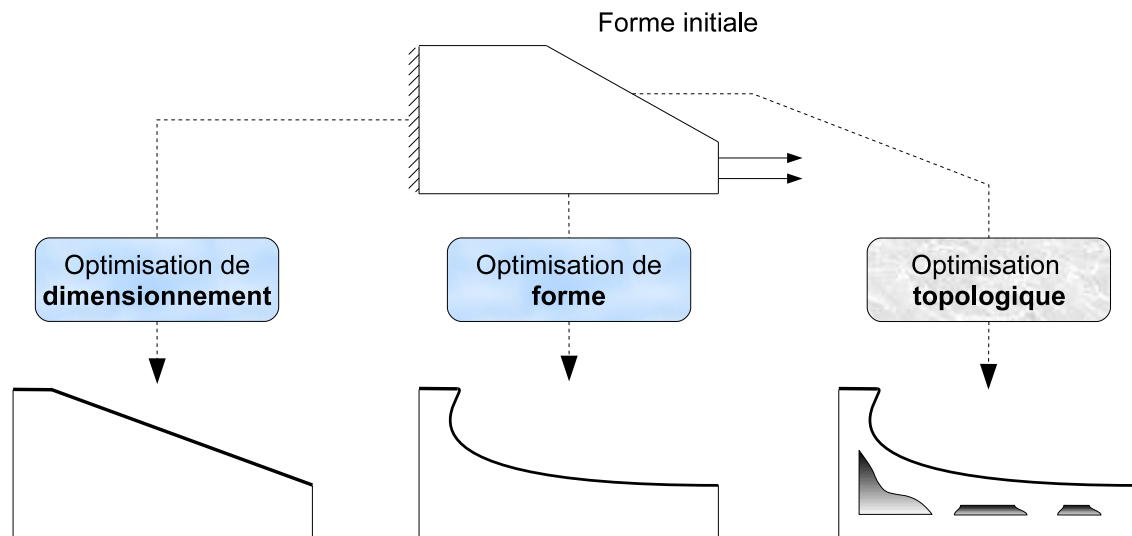 Forme initiale
Optimisation de
dimensionnement
Optimisation de
forme
Optimisation
topologique